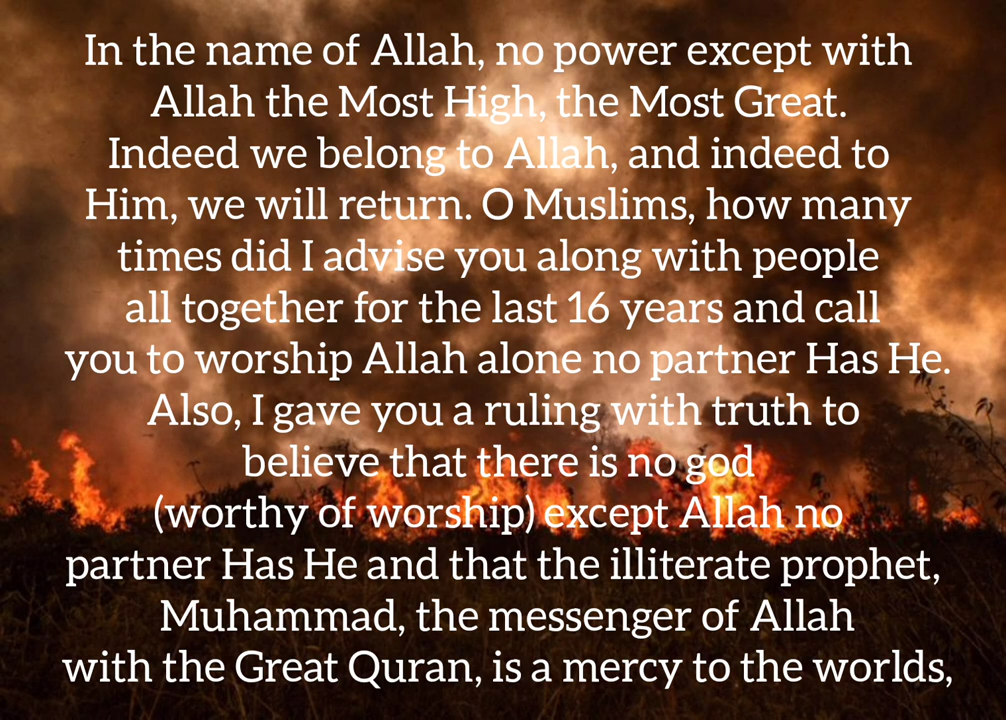 In the name of Allah, no power except with
Allah the Most High, the Most Great.
Indeed we belong to Allah, and indeed to
Him, we will return. O Muslims, how many
times did I advise you along with people
all together for the last 16 years and call
you to worship Allah alone no partner Has He.
Also, I gave you a ruling with truth to
believe that there is no god
(worthy of worship) except Allah no
partner Has He and that the illiterate prophet,
Muhammad, the messenger of Allah
with the Great Quran, is a mercy to the worlds,